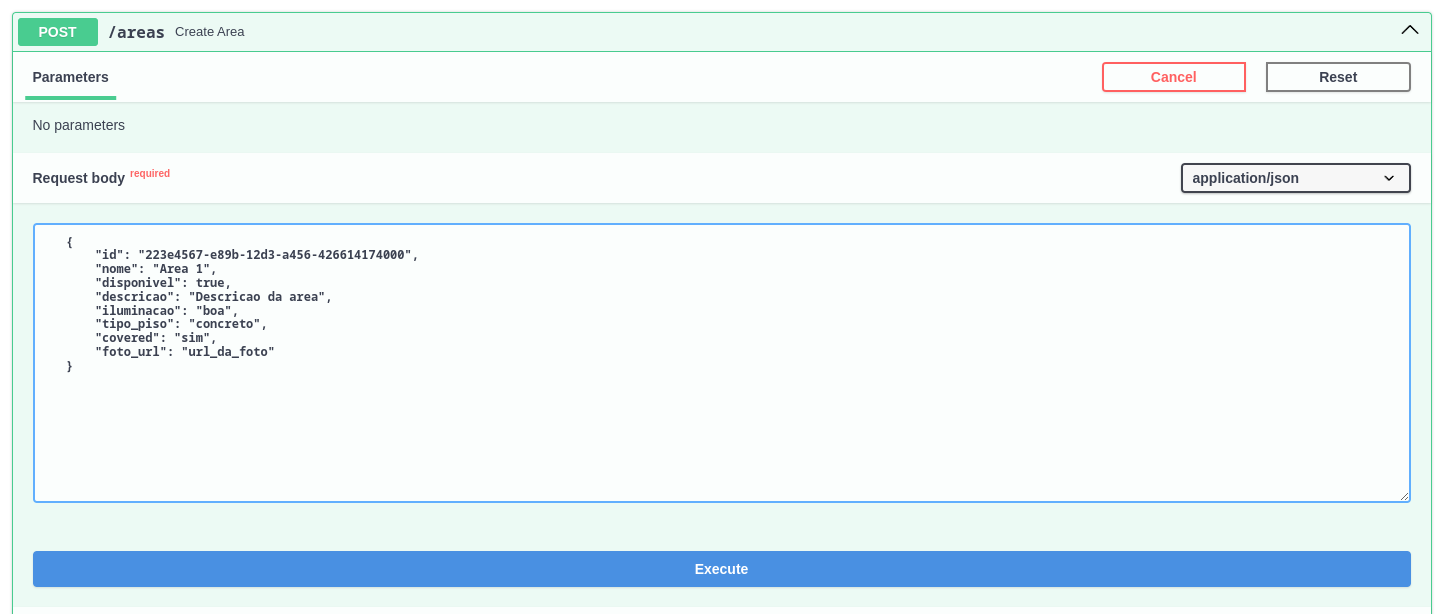 POST /areas Create Area
Parameters Cancel Reset
No parameters
Request body required application/json
{
"id": "223e4567-e89b-12d3-a456-426614174000",
"nome": "Area 1",
"disponivel": true,
"descricao": "Descricao da area",
"iluminacao": "boa",
"tipo_piso": "concreto",
"covered": "sim",
"foto_url": "url_da_foto"
}
Execute